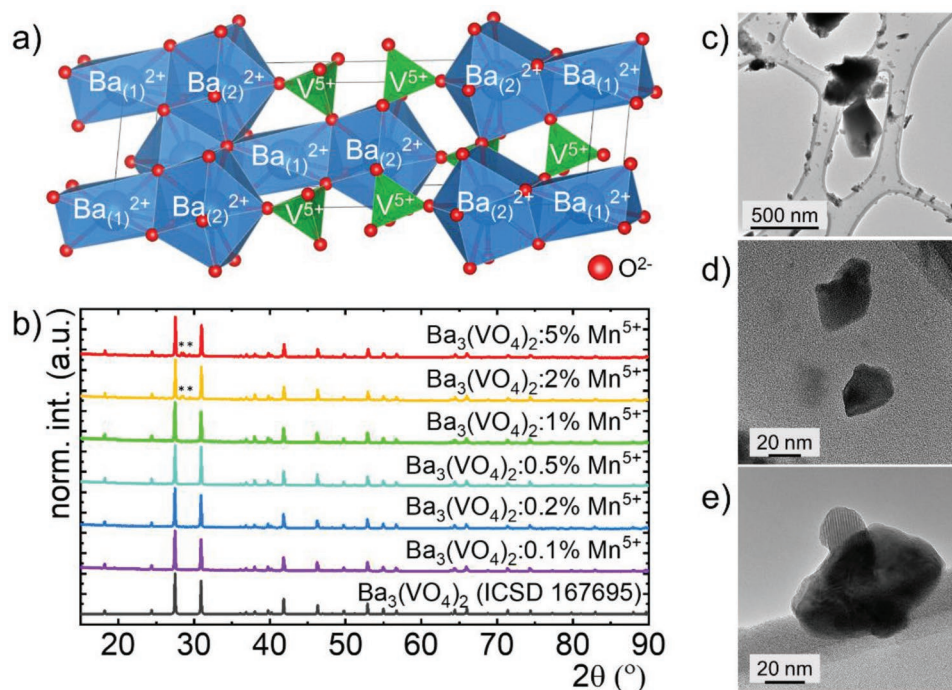 a)
Ba(1)2+ Ba(2)2+ V5+ V5+ Ba(2)2+ Ba(1)2+
Ba(1)2+ Ba(2)2+ V5+
Ba(1)2+ Ba(2)2+ V5+ V5+ Ba(2)2+ Ba(1)2+
O2-
b)
norm. int. (a.u.)
** Ba3(VO4)2:5% Mn5+
** Ba3(VO4)2:2% Mn5+
Ba3(VO4)2:1% Mn5+
Ba3(VO4)2:0.5% Mn5+
Ba3(VO4)2:0.2% Mn5+
Ba3(VO4)2:0.1% Mn5+
Ba3(VO4)2 (ICSD 167695)
20 30 40 50 60 70 80 90
2θ (º)
c)
500 nm
d)
20 nm
e)
20 nm